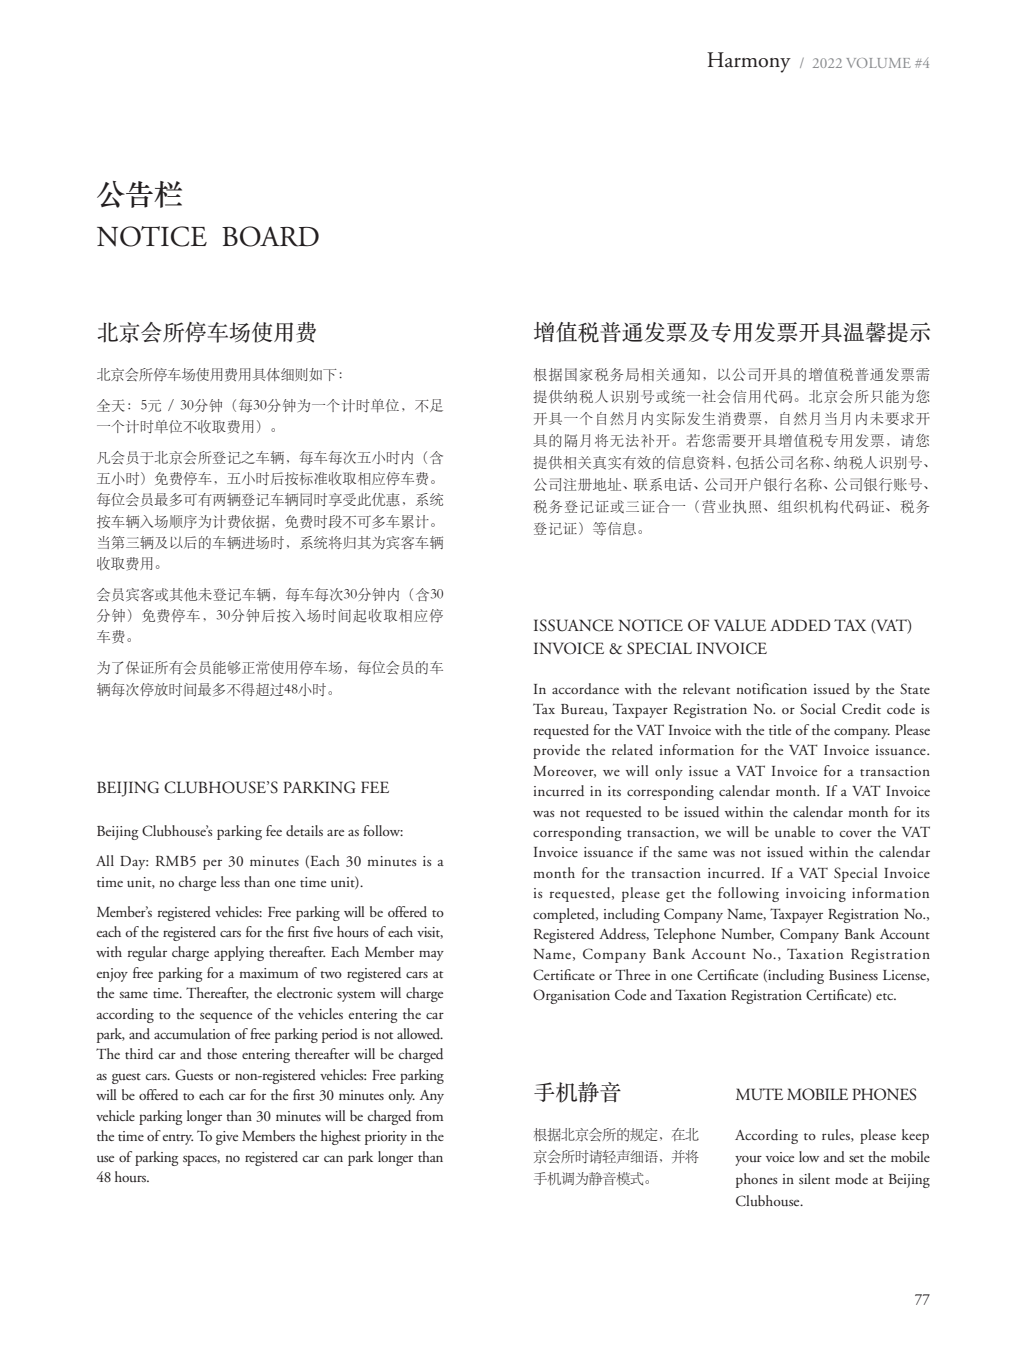 Harmony / 2022 VOLUME #4
公告栏
NOTICE BOARD
北京会所停车场使用费
北京会所停车场使用费用具体细则如下：
全天：5元 / 30分钟（每30分钟为一个计时单位，不足
一个计时单位不收取费用）。
凡会员于北京会所登记之车辆，每车每次五小时内（含
五小时）免费停车，五小时后按标准收取相应停车费。
每位会员最多可有两辆登记车辆同时享受此优惠，系统
按车辆入场顺序为计费依据，免费时段不可多车累计。
当第三辆及以后的车辆进场时，系统将归其为宾客车辆
收取费用。
会员宾客或其他未登记车辆，每车每次30分钟内（含30
分钟）免费停车，30分钟后按入场时间起收取相应停
车费。
为了保证所有会员能够正常使用停车场，每位会员的车
辆每次停放时间最多不得超过48小时。
BEIJING CLUBHOUSE’S PARKING FEE
Beijing Clubhouse’s parking fee details are as follow:
All Day: RMB5 per 30 minutes (Each 30 minutes is a
time unit, no charge less than one time unit).
Member’s registered vehicles: Free parking will be offered to
each of the registered cars for the first five hours of each visit,
with regular charge applying thereafter. Each Member may
enjoy free parking for a maximum of two registered cars at
the same time. Thereafter, the electronic system will charge
according to the sequence of the vehicles entering the car
park, and accumulation of free parking period is not allowed.
The third car and those entering thereafter will be charged
as guest cars. Guests or non-registered vehicles: Free parking
will be offered to each car for the first 30 minutes only. Any
vehicle parking longer than 30 minutes will be charged from
the time of entry. To give Members the highest priority in the
use of parking spaces, no registered car can park longer than
48 hours.
增值税普通发票及专用发票开具温馨提示
根据国家税务局相关通知，以公司开具的增值税普通发票需
提供纳税人识别号或统一社会信用代码。北京会所只能为您
开具一个自然月内实际发生消费票，自然月当月内未要求开
具的隔月将无法补开。若您需要开具增值税专用发票，请您
提供相关真实有效的信息资料，包括公司名称、纳税人识别号、
公司注册地址、联系电话、公司开户银行名称、公司银行账号、
税务登记证或三证合一（营业执照、组织机构代码证、税务
登记证）等信息。
ISSUANCE NOTICE OF VALUE ADDED TAX (VAT)
INVOICE & SPECIAL INVOICE
In accordance with the relevant notification issued by the State
Tax Bureau, Taxpayer Registration No. or Social Credit code is
requested for the VAT Invoice with the title of the company. Please
provide the related information for the VAT Invoice issuance.
Moreover, we will only issue a VAT Invoice for a transaction
incurred in its corresponding calendar month. If a VAT Invoice
was not requested to be issued within the calendar month for its
corresponding transaction, we will be unable to cover the VAT
Invoice issuance if the same was not issued within the calendar
month for the transaction incurred. If a VAT Special Invoice
is requested, please get the following invoicing information
completed, including Company Name, Taxpayer Registration No.,
Registered Address, Telephone Number, Company Bank Account
Name, Company Bank Account No., Taxation Registration
Certificate or Three in one Certificate (including Business License,
Organisation Code and Taxation Registration Certificate) etc.
手机静音
根据北京会所的规定，在北
京会所时请轻声细语，并将
手机调为静音模式。
MUTE MOBILE PHONES
According to rules, please keep
your voice low and set the mobile
phones in silent mode at Beijing
Clubhouse.
77